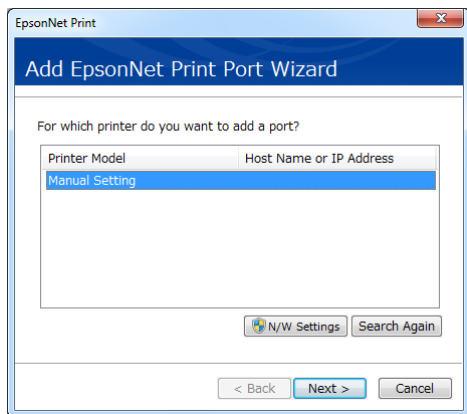 EpsonNet Print
Add EpsonNet Print Port Wizard
For which printer do you want to add a port?
Printer Model Host Name or IP Address
Manual Setting
N/W Settings Search Again
< Back Next > Cancel